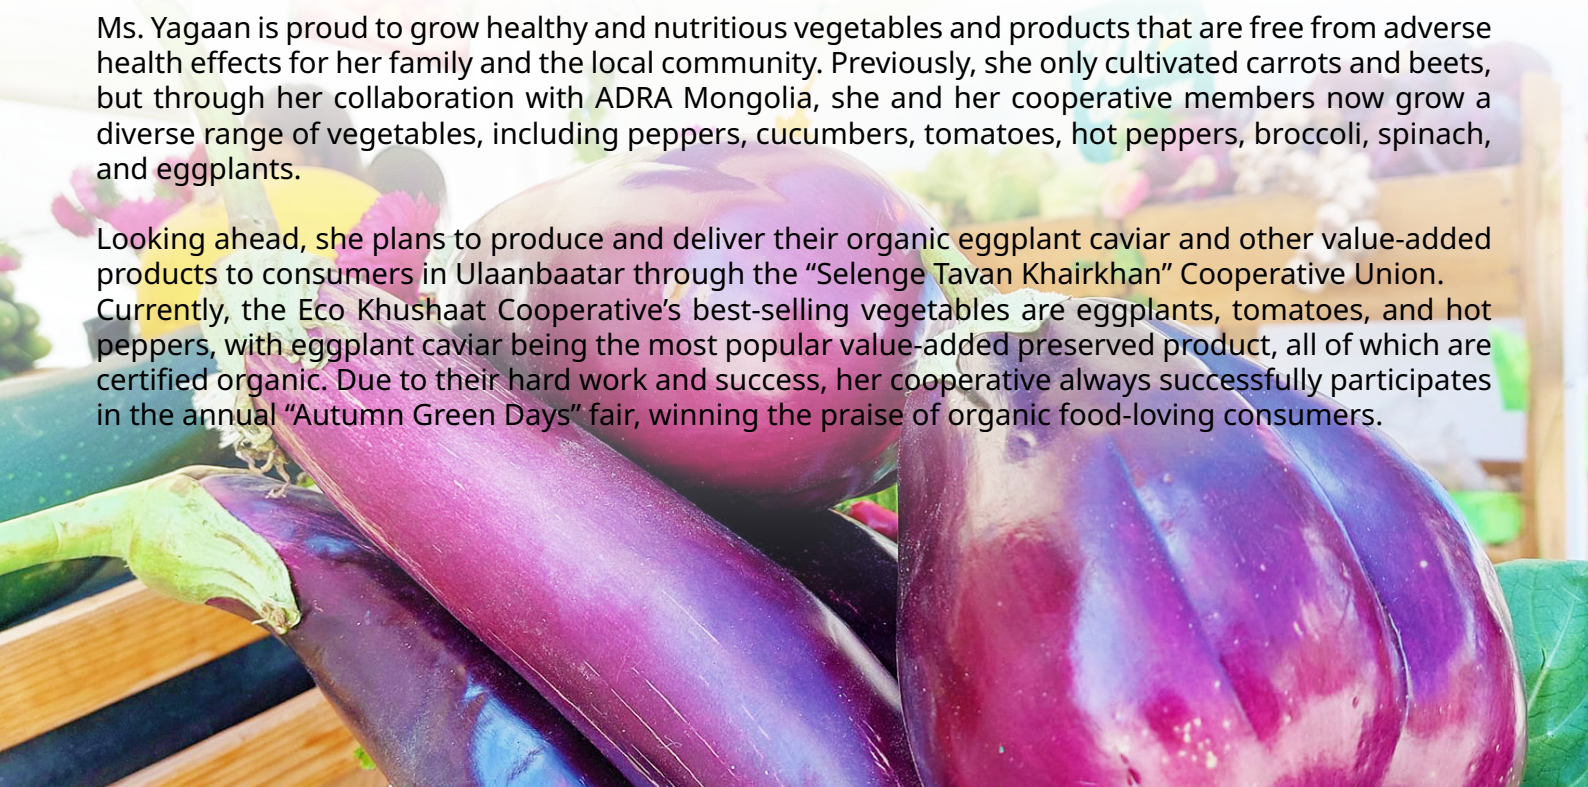 Ms. Yagaan is proud to grow healthy and nutritious vegetables and products that are free from adverse
health effects for her family and the local community. Previously, she only cultivated carrots and beets,
but through her collaboration with ADRA Mongolia, she and her cooperative members now grow a
diverse range of vegetables, including peppers, cucumbers, tomatoes, hot peppers, broccoli, spinach,
and eggplants.
Looking ahead, she plans to produce and deliver their organic eggplant caviar and other value-added
products to consumers in Ulaanbaatar through the “Selenge Tavan Khairkhan” Cooperative Union.
Currently, the Eco Khushaat Cooperative’s best-selling vegetables are eggplants, tomatoes, and hot
peppers, with eggplant caviar being the most popular value-added preserved product, all of which are
certified organic. Due to their hard work and success, her cooperative always successfully participates
in the annual “Autumn Green Days” fair, winning the praise of organic food-loving consumers.